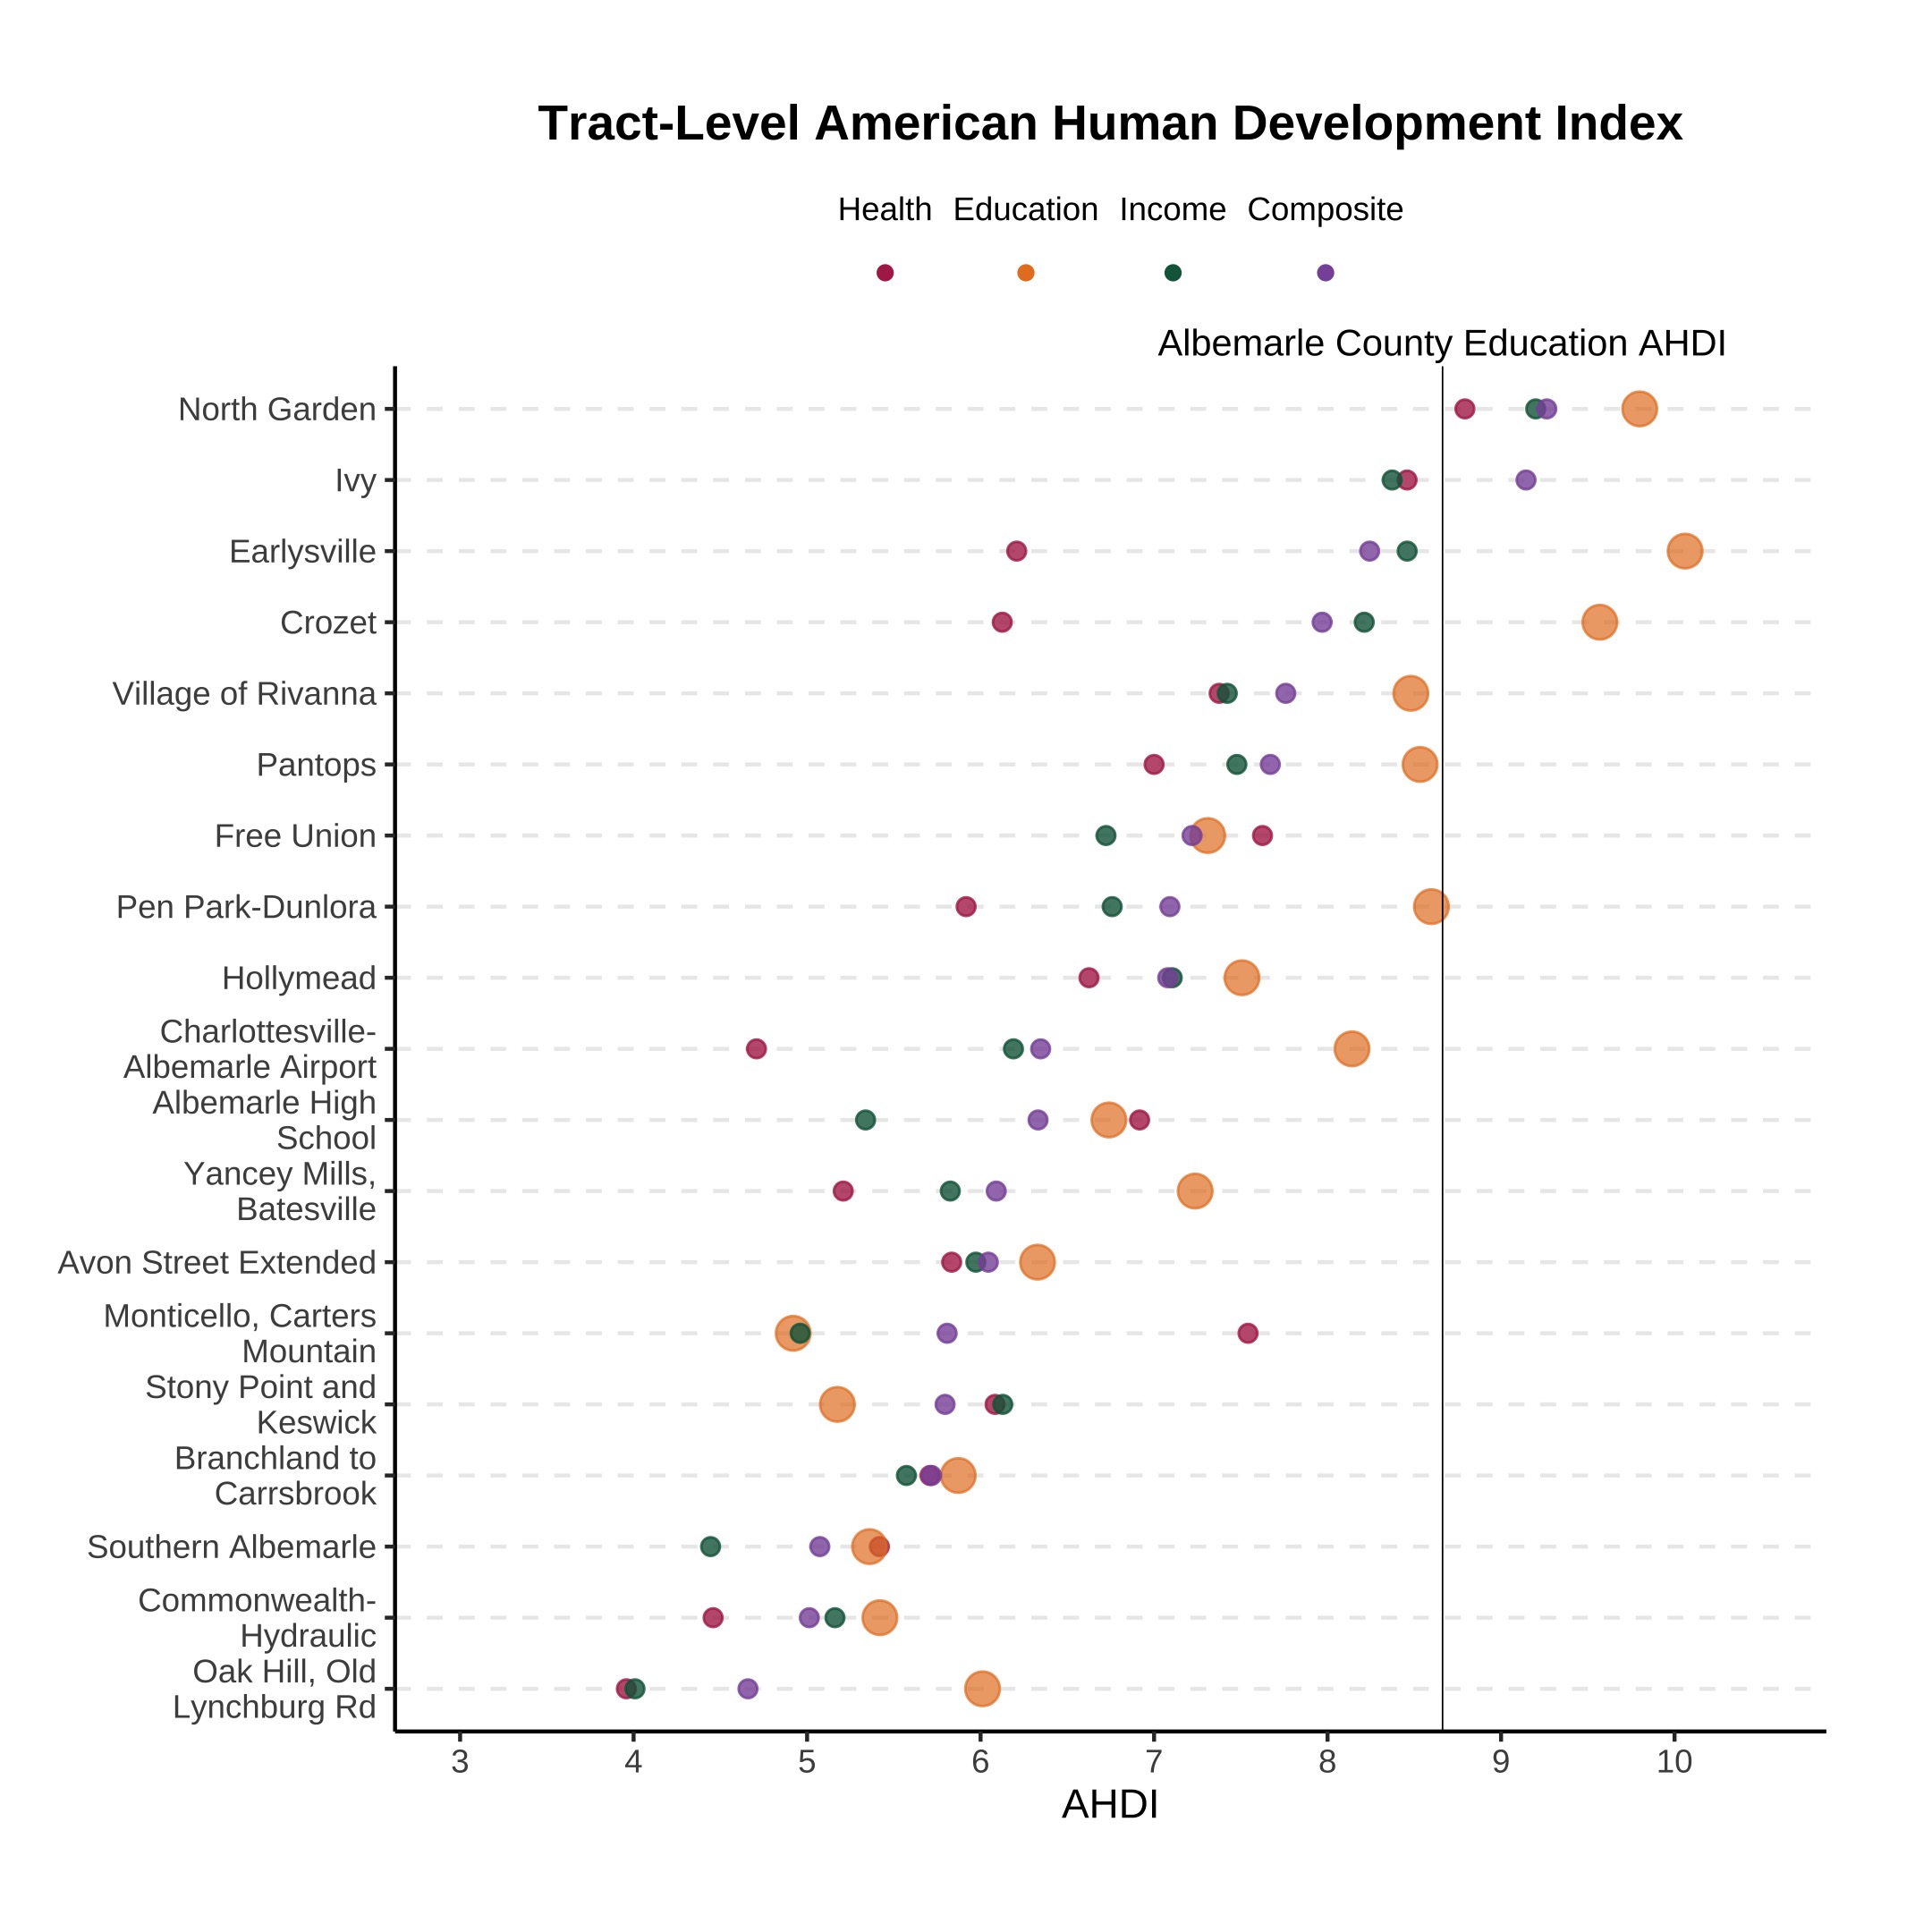 Tract-Level American Human Development Index
Health Education Income Composite
Albemarle County Education AHDI
North Garden
Ivy
Earlysville
Crozet
Village of Rivanna
Pantops
Free Union
Pen Park-Dunlora
Hollymead
Charlottesville-
Albemarle Airport
Albemarle High
School
Yancey Mills,
Batesville
Avon Street Extended
Monticello, Carters
Mountain
Stony Point and
Keswick
Branchland to
Carrsbrook
Southern Albemarle
Commonwealth-
Hydraulic
Oak Hill, Old
Lynchburg Rd
3 4 5 6 7 8 9 10
AHDI